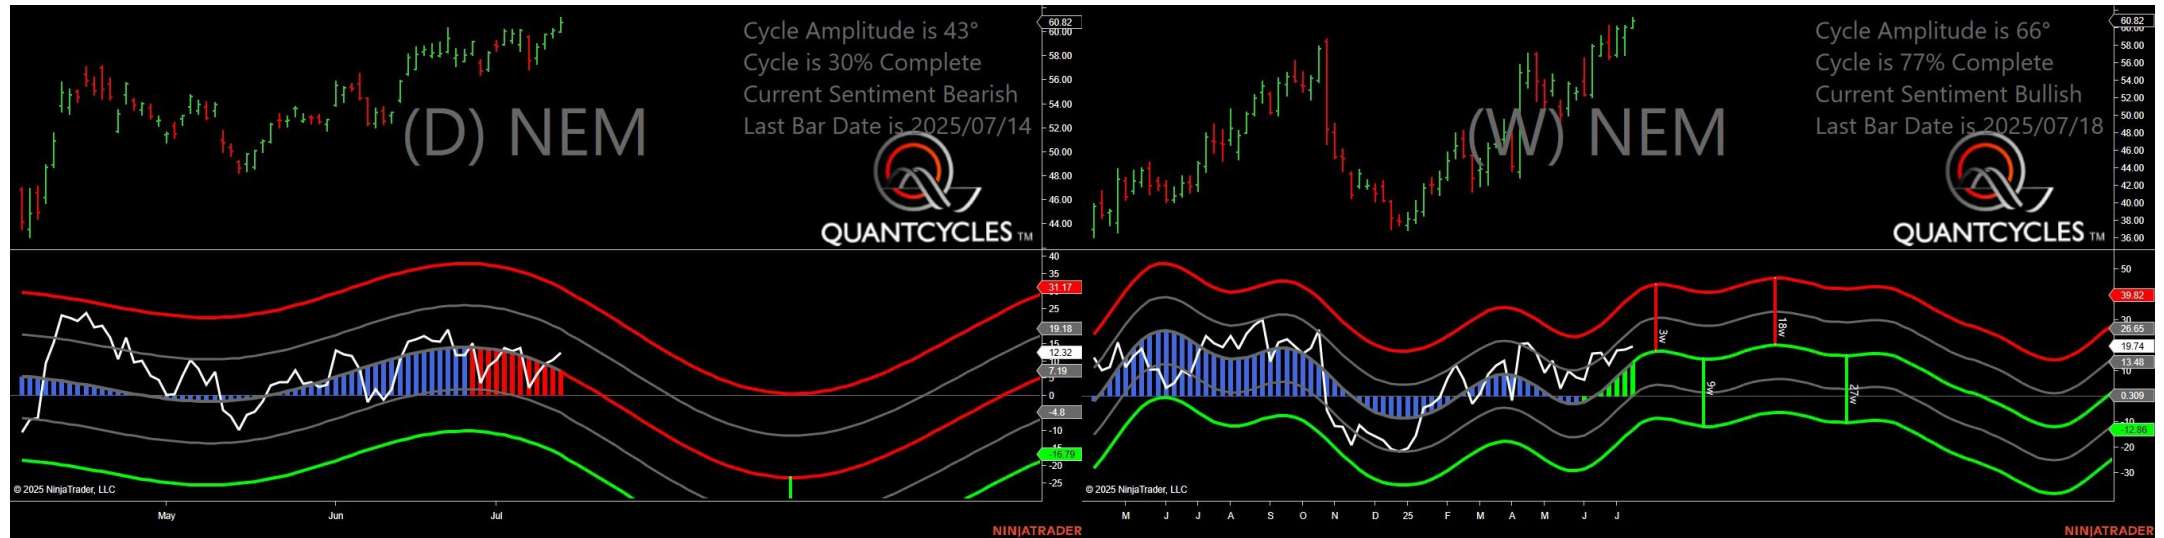 Cycle Amplitude is 43°
Cycle is 30% Complete
Current Sentiment Bearish
Last Bar Date is 2025/07/14
(D) NEM
QUANTCYCLES TM
60.82
60.00
58.00
56.00
54.00
52.00
50.00
48.00
46.00
44.00
40
35
31.17
25
19.18
15
12.32
7.19
5
0
-4.8
-10
-15
-16.79
-20
-25
© 2025 NinjaTrader, LLC
May Jun Jul
NINJATRADER
Cycle Amplitude is 66°
Cycle is 77% Complete
Current Sentiment Bullish
Last Bar Date is 2025/07/18
(W) NEM
QUANTCYCLES TM
60.82
58.00
56.00
54.00
52.00
50.00
48.00
46.00
44.00
42.00
40.00
38.00
36.00
50
39.82
30
26.65
19.74
13.48
10
0.309
-10
-12.86
-20
-30
3w
9w
18w
27w
© 2025 NinjaTrader, LLC
M J J A S O N D 25 F M A M J J
NINJATRADER